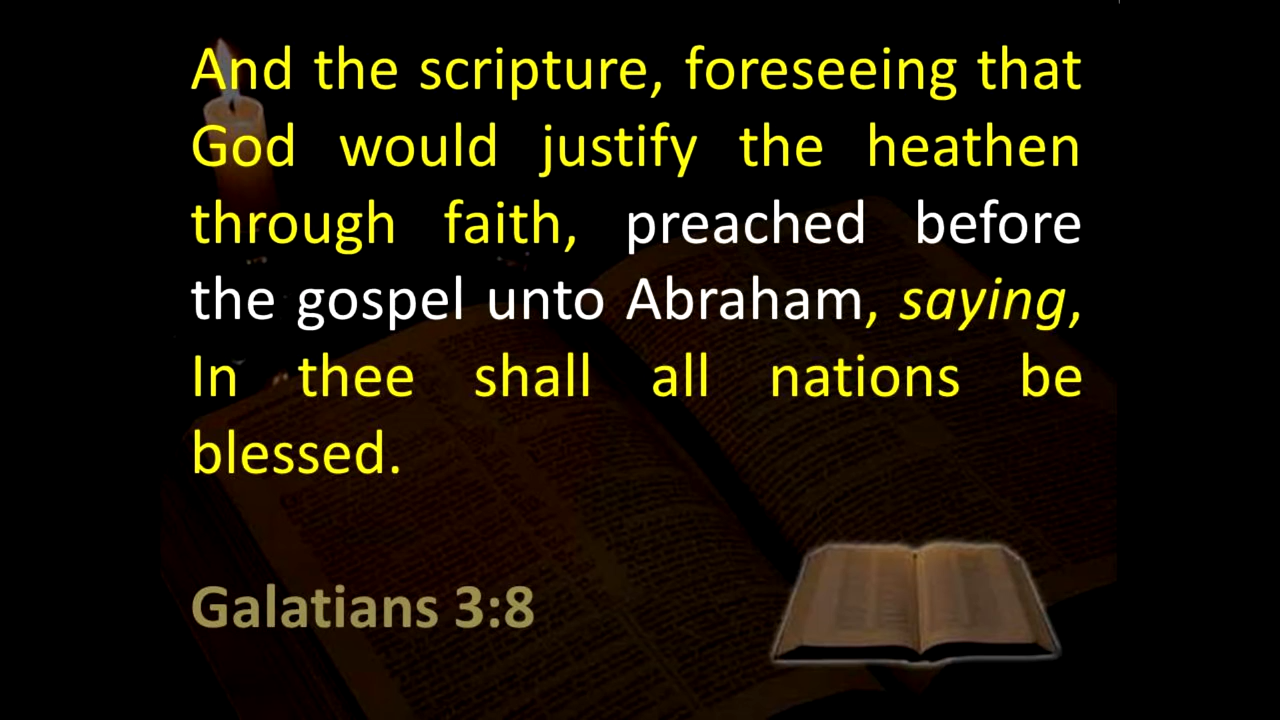 And the scripture, foreseeing that
God would justify the heathen
through faith, preached before
the gospel unto Abraham, saying,
In thee shall all nations be
blessed.
Galatians 3:8